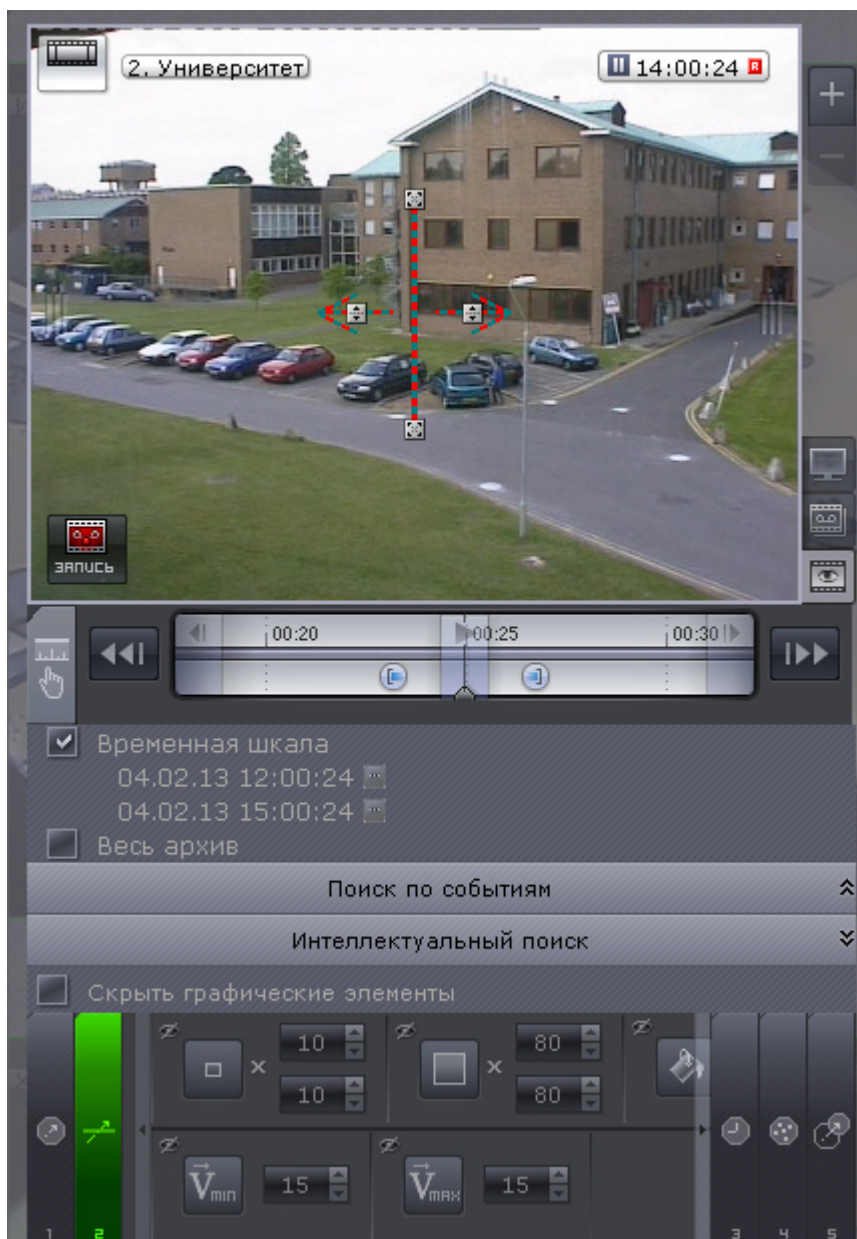 2. Университет
14:00:24 R
ЗАПИСЬ
00:20 00:25 00:30
Временная шкала
04.02.13 12:00:24 ...
04.02.13 15:00:24 ...
Весь архив
Поиск по событиям
Интеллектуальный поиск
Скрыть графические элементы
x 10 x 80
10 80
Vmin 15 Vmax 15
1 2 3 4 5